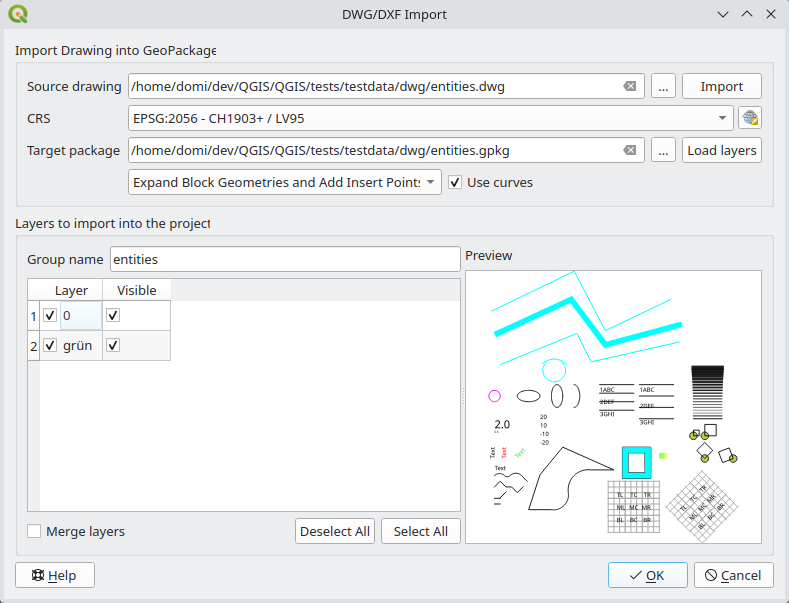 DWG/DXF Import
Import Drawing into GeoPackage
Source drawing /home/domi/dev/QGIS/QGIS/tests/testdata/dwg/entities.dwg ... Import
CRS EPSG:2056 - CH1903+ / LV95
Target package /home/domi/dev/QGIS/QGIS/tests/testdata/dwg/entities.gpkg ... Load layers
Expand Block Geometries and Add Insert Points Use curves
Layers to import into the project
Group name entities
Preview
Layer Visible
1 0
2 grün
1ABC 1ABC
2DEF 2DEF
3GHI 3GHI
2.0
20
10
-10
-20
Text Text Text
Text
TL TC TR
ML MC MR
BL BC BR
TL TC TR
ML MC MR
BL BC BR
Merge layers Deselect All Select All
Help OK Cancel